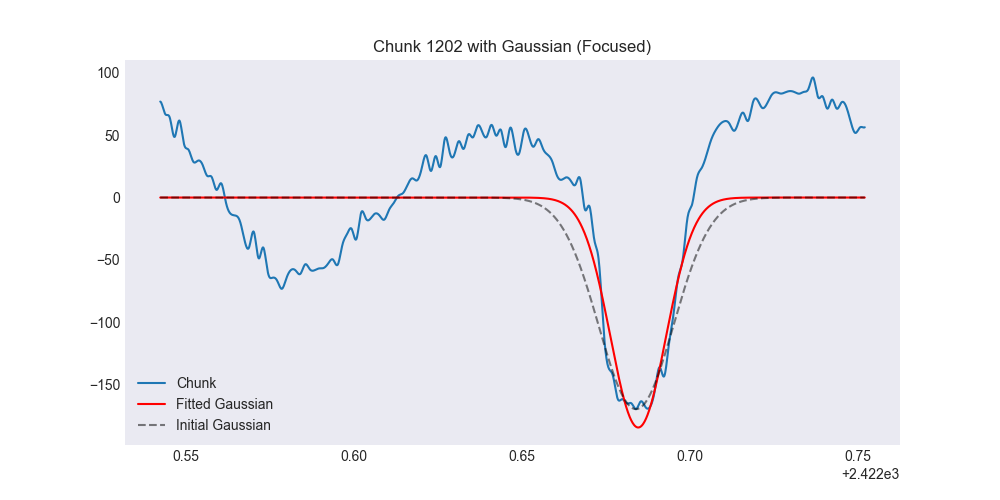 Chunk 1202 with Gaussian (Focused)
100
50
0
−50
−100
−150
Chunk
Fitted Gaussian
Initial Gaussian
0.55 0.60 0.65 0.70 0.75
+2.422e3